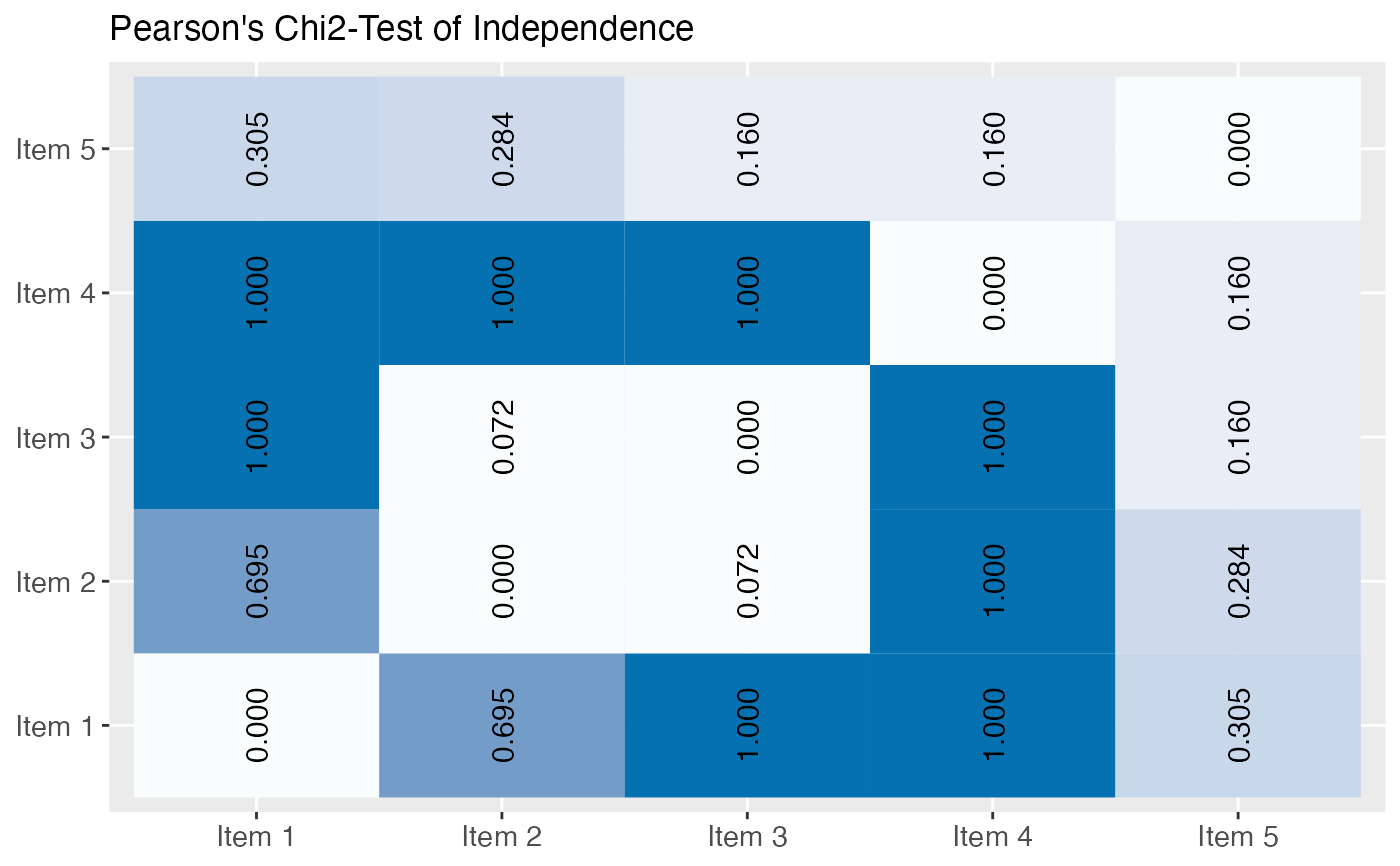 Pearson's Chi2-Test of Independence
Item 5 0.305 0.284 0.160 0.160 0.000
Item 4 1.000 1.000 1.000 0.000 0.160
Item 3 1.000 0.072 0.000 1.000 0.160
Item 2 0.695 0.000 0.072 1.000 0.284
Item 1 0.000 0.695 1.000 1.000 0.305
Item 1 Item 2 Item 3 Item 4 Item 5